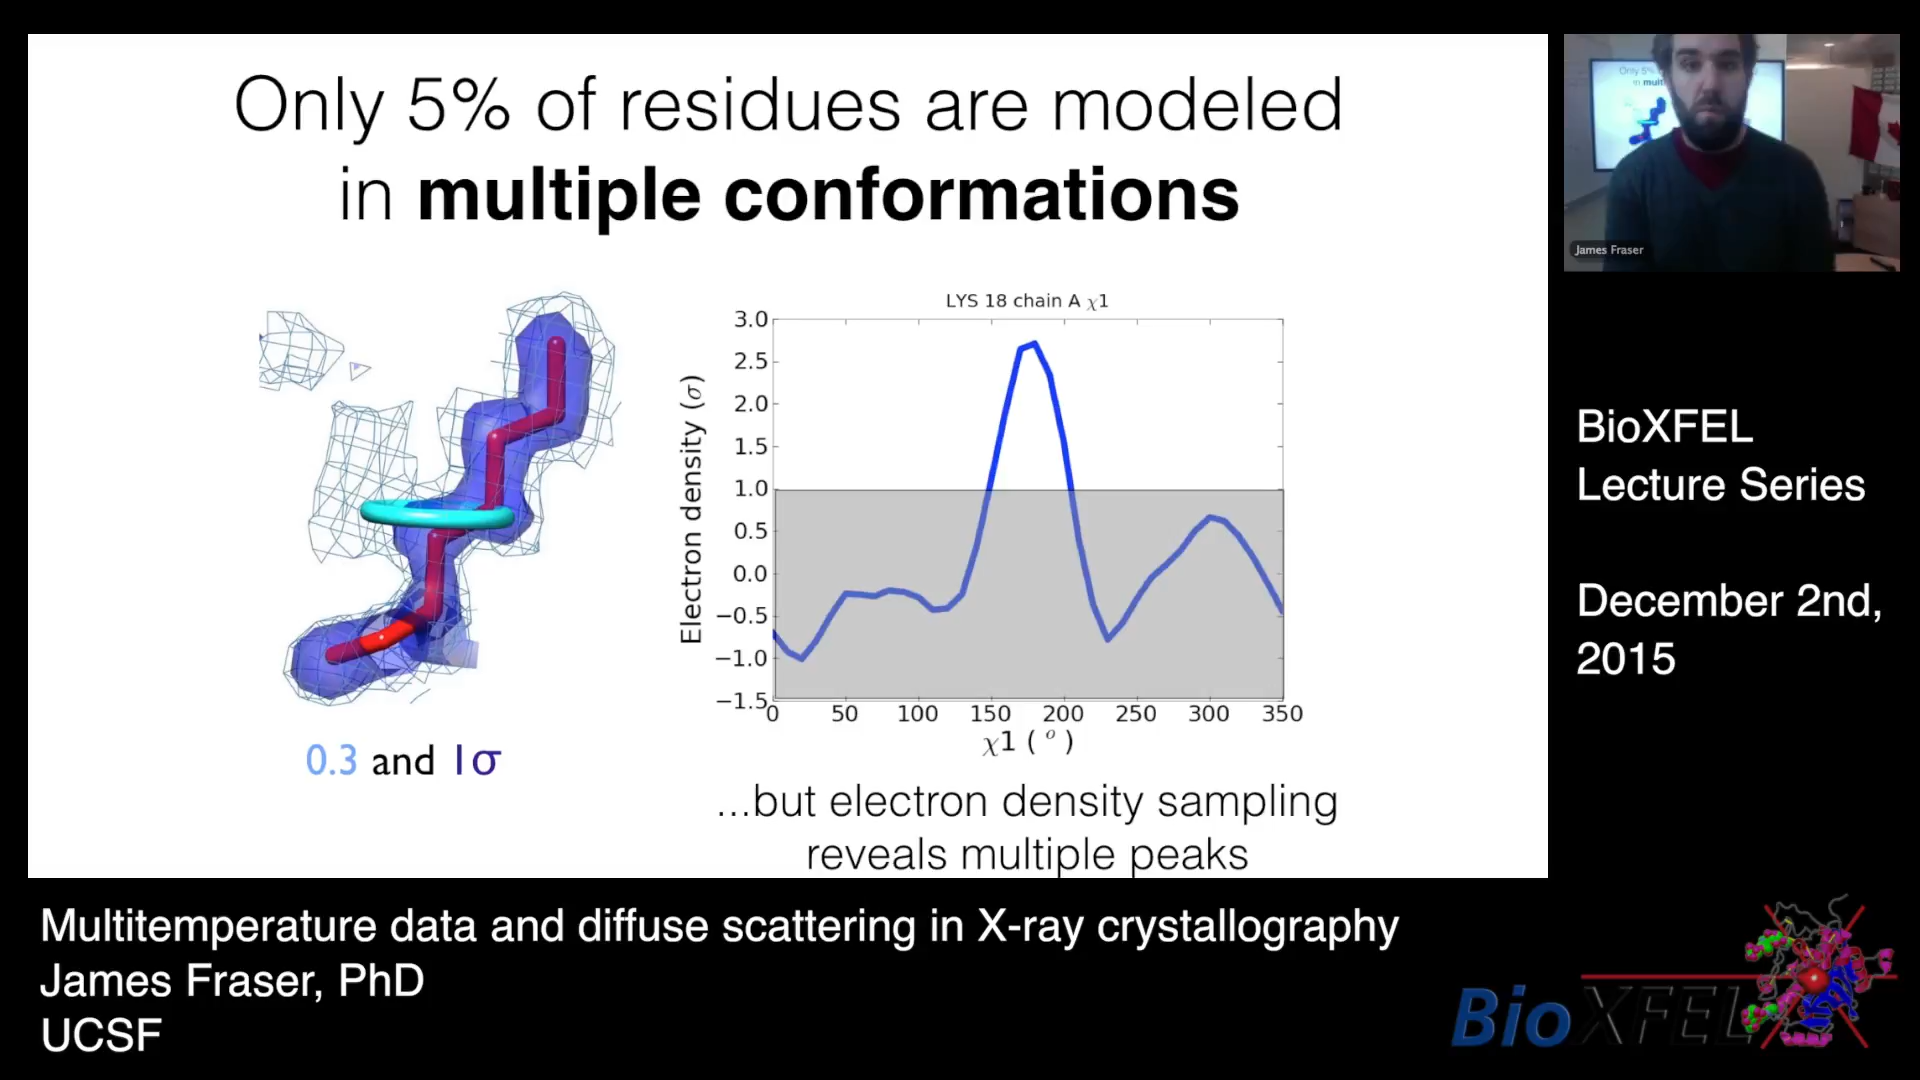 Only 5% of residues are modeled
in multiple conformations
LYS 18 chain A χ1
3.0
2.5
2.0
1.5
1.0
0.5
0.0
−0.5
−1.0
−1.5
Electron density (σ)
0 50 100 150 200 250 300 350
χ1 ( ° )
0.3 and 1σ
...but electron density sampling
reveals multiple peaks
James Fraser
BioXFEL
Lecture Series
December 2nd,
2015
Multitemperature data and diffuse scattering in X-ray crystallography
James Fraser, PhD
UCSF
BioXFEL